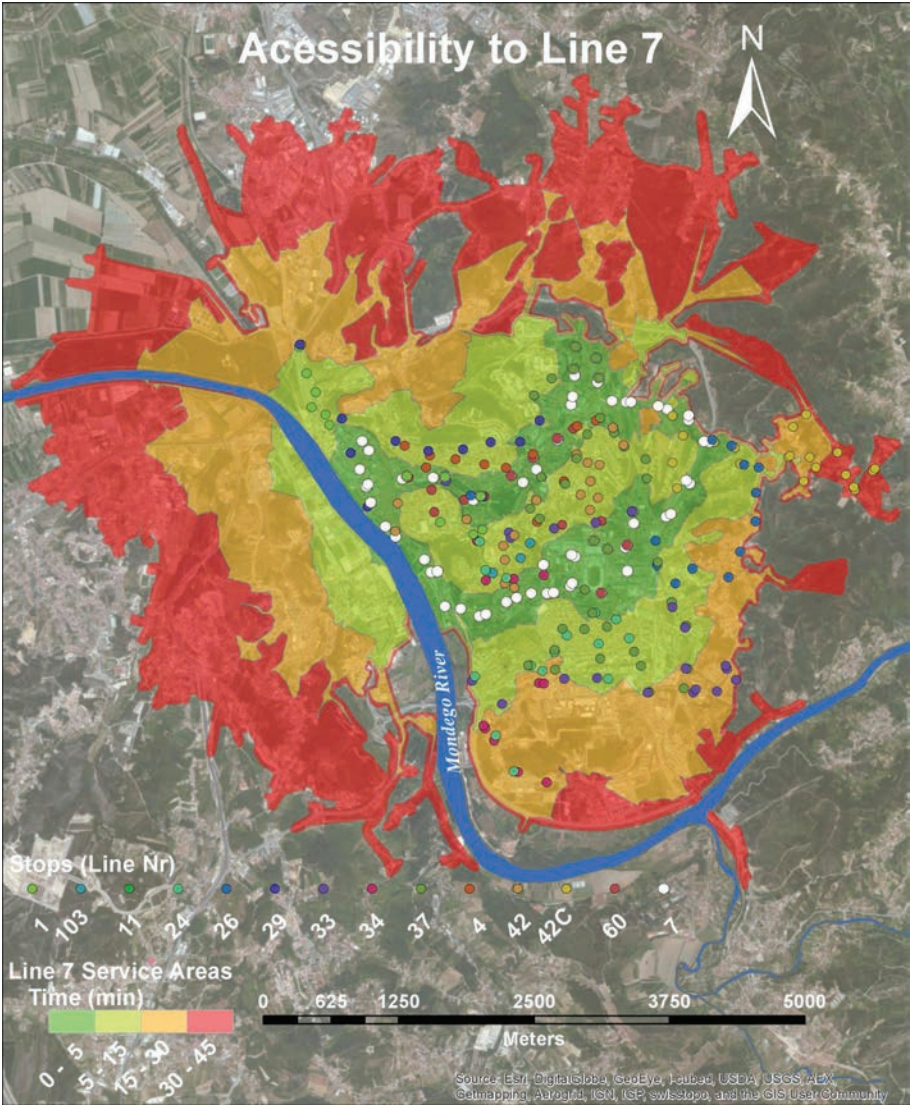 Acessibility to Line 7
N
Mondego River
Stops (Line Nr)
1 103 11 24 26 29 33 34 37 4 42 42C 60 7
Line 7 Service Areas
Time (min)
0 - 5 5 - 15 15 - 30 30 - 45
0 625 1250 2500 3750 5000
Meters
Source: Esri, DigitalGlobe, GeoEye, i-cubed, USDA, USGS, AEX,
Getmapping, Aerogrid, IGN, IGP, swisstopo, and the GIS User Community